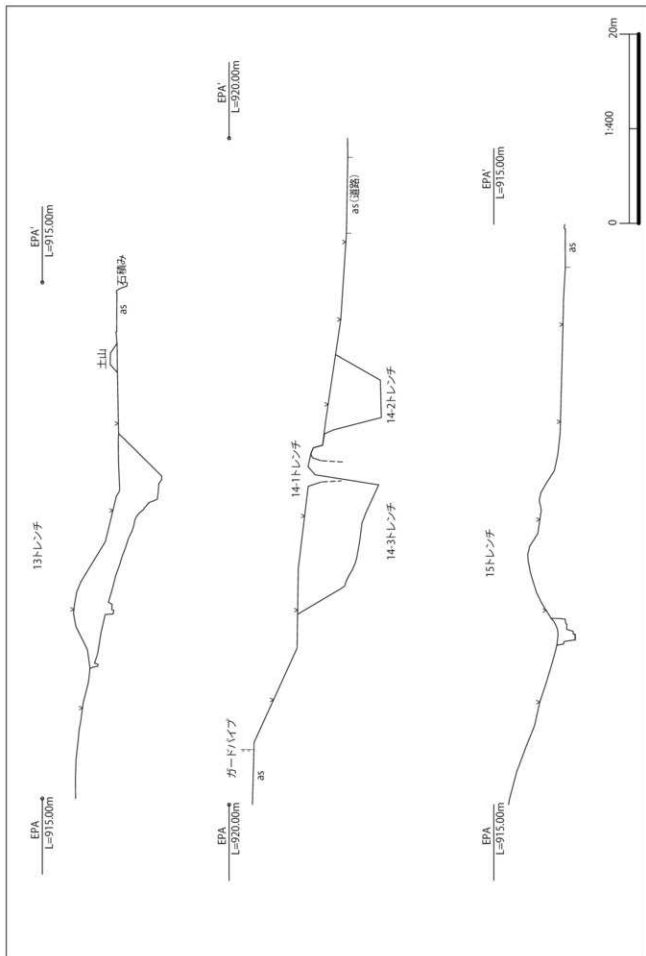 EPA
L=915.00m
13トレンチ
土山
as
石積み
EPA'
L=915.00m
EPA
L=920.00m
ガードパイプ
as
14-1トレンチ
14-3トレンチ
14-2トレンチ
as(道路)
EPA'
L=920.00m
EPA
L=915.00m
15トレンチ
as
EPA'
L=915.00m
0
1:400
20m